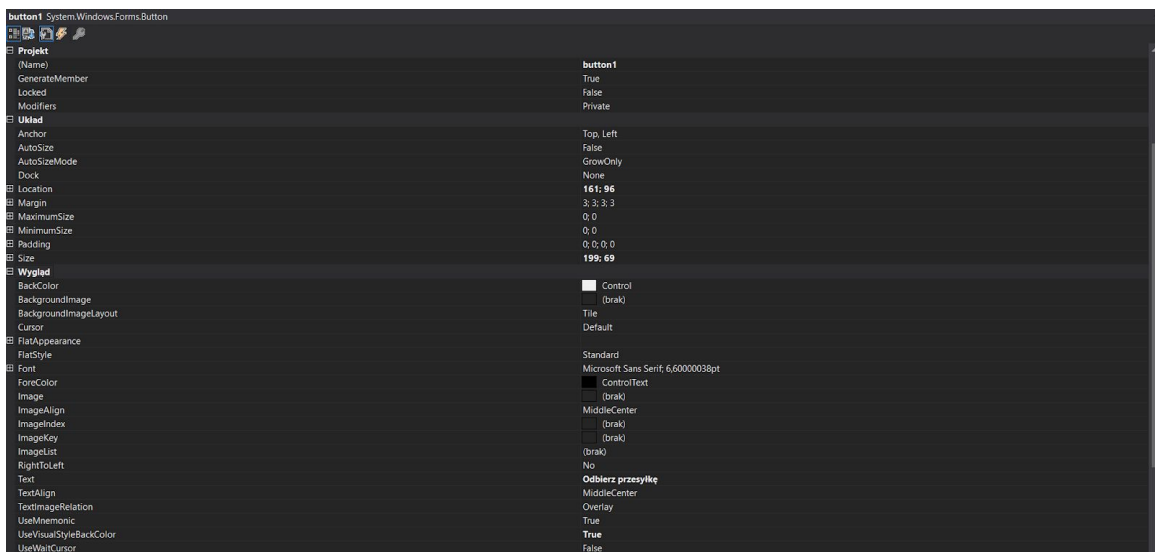 button1 System.Windows.Forms.Button
Projekt
(Name) button1
GenerateMember True
Locked False
Modifiers Private
Układ
Anchor Top, Left
AutoSize False
AutoSizeMode GrowOnly
Dock None
Location 161; 96
Margin 3; 3; 3; 3
MaximumSize 0; 0
MinimumSize 0; 0
Padding 0; 0; 0; 0
Size 199; 69
Wygląd
BackColor Control
BackgroundImage (brak)
BackgroundImageLayout Tile
Cursor Default
FlatAppearance
FlatStyle Standard
Font Microsoft Sans Serif; 6,60000038pt
ForeColor ControlText
Image (brak)
ImageAlign MiddleCenter
ImageIndex (brak)
ImageKey (brak)
ImageList (brak)
RightToLeft No
Text Odbierz przesyłkę
TextAlign MiddleCenter
TextImageRelation Overlay
UseMnemonic True
UseVisualStyleBackColor True
UseWaitCursor False